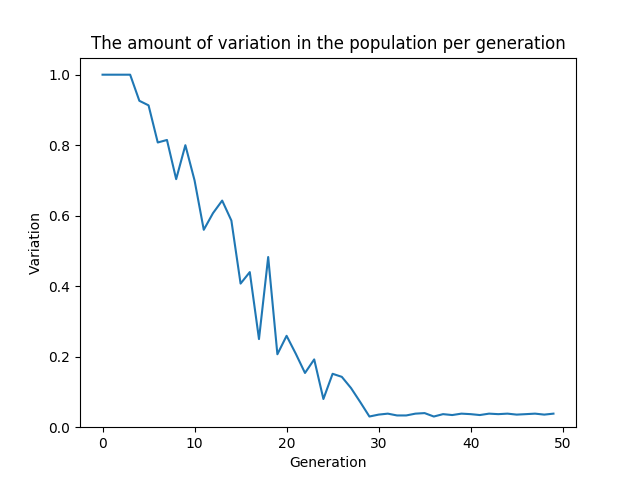 The amount of variation in the population per generation
1.0
0.8
0.6
0.4
0.2
0.0
Variation
0 10 20 30 40 50
Generation